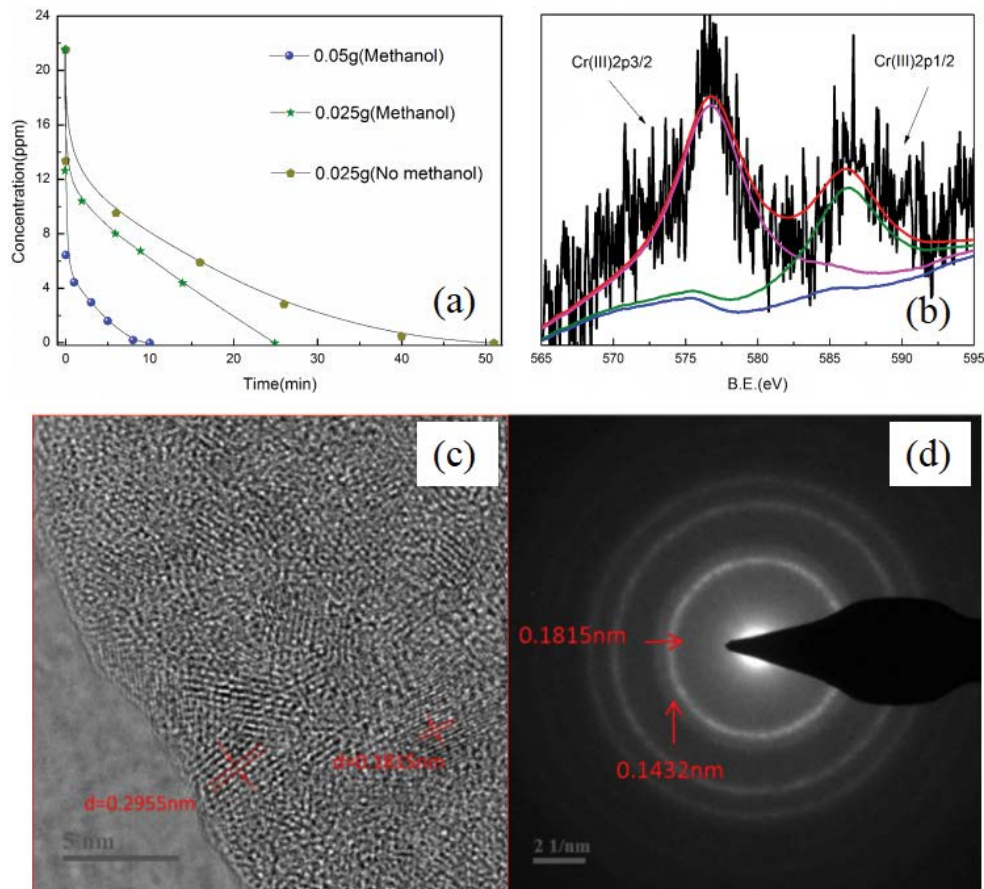 24
20
16
12
8
4
0
Concentration(ppm)
0.05g(Methanol)
0.025g(Methanol)
0.025g(No methanol)
(a)
0
10
20
30
40
50
Time(min)
Cr(III)2p3/2
Cr(III)2p1/2
(b)
565
570
575
580
585
590
595
B.E.(eV)
(c)
d=0.1815nm
d=0.2955nm
5 nm
(d)
0.1815nm
0.1432nm
2 1/nm